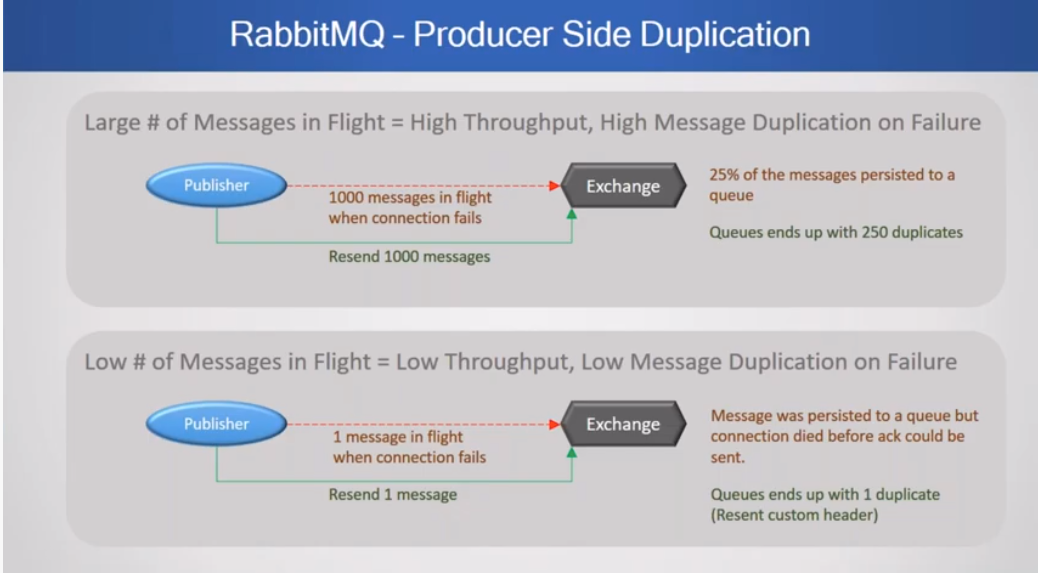 RabbitMQ - Producer Side Duplication
Large # of Messages in Flight = High Throughput, High Message Duplication on Failure
Publisher
1000 messages in flight
when connection fails
Resend 1000 messages
Exchange
25% of the messages persisted to a
queue
Queues ends up with 250 duplicates
Low # of Messages in Flight = Low Throughput, Low Message Duplication on Failure
Publisher
1 message in flight
when connection fails
Resend 1 message
Exchange
Message was persisted to a queue but
connection died before ack could be
sent.
Queues ends up with 1 duplicate
(Resent custom header)